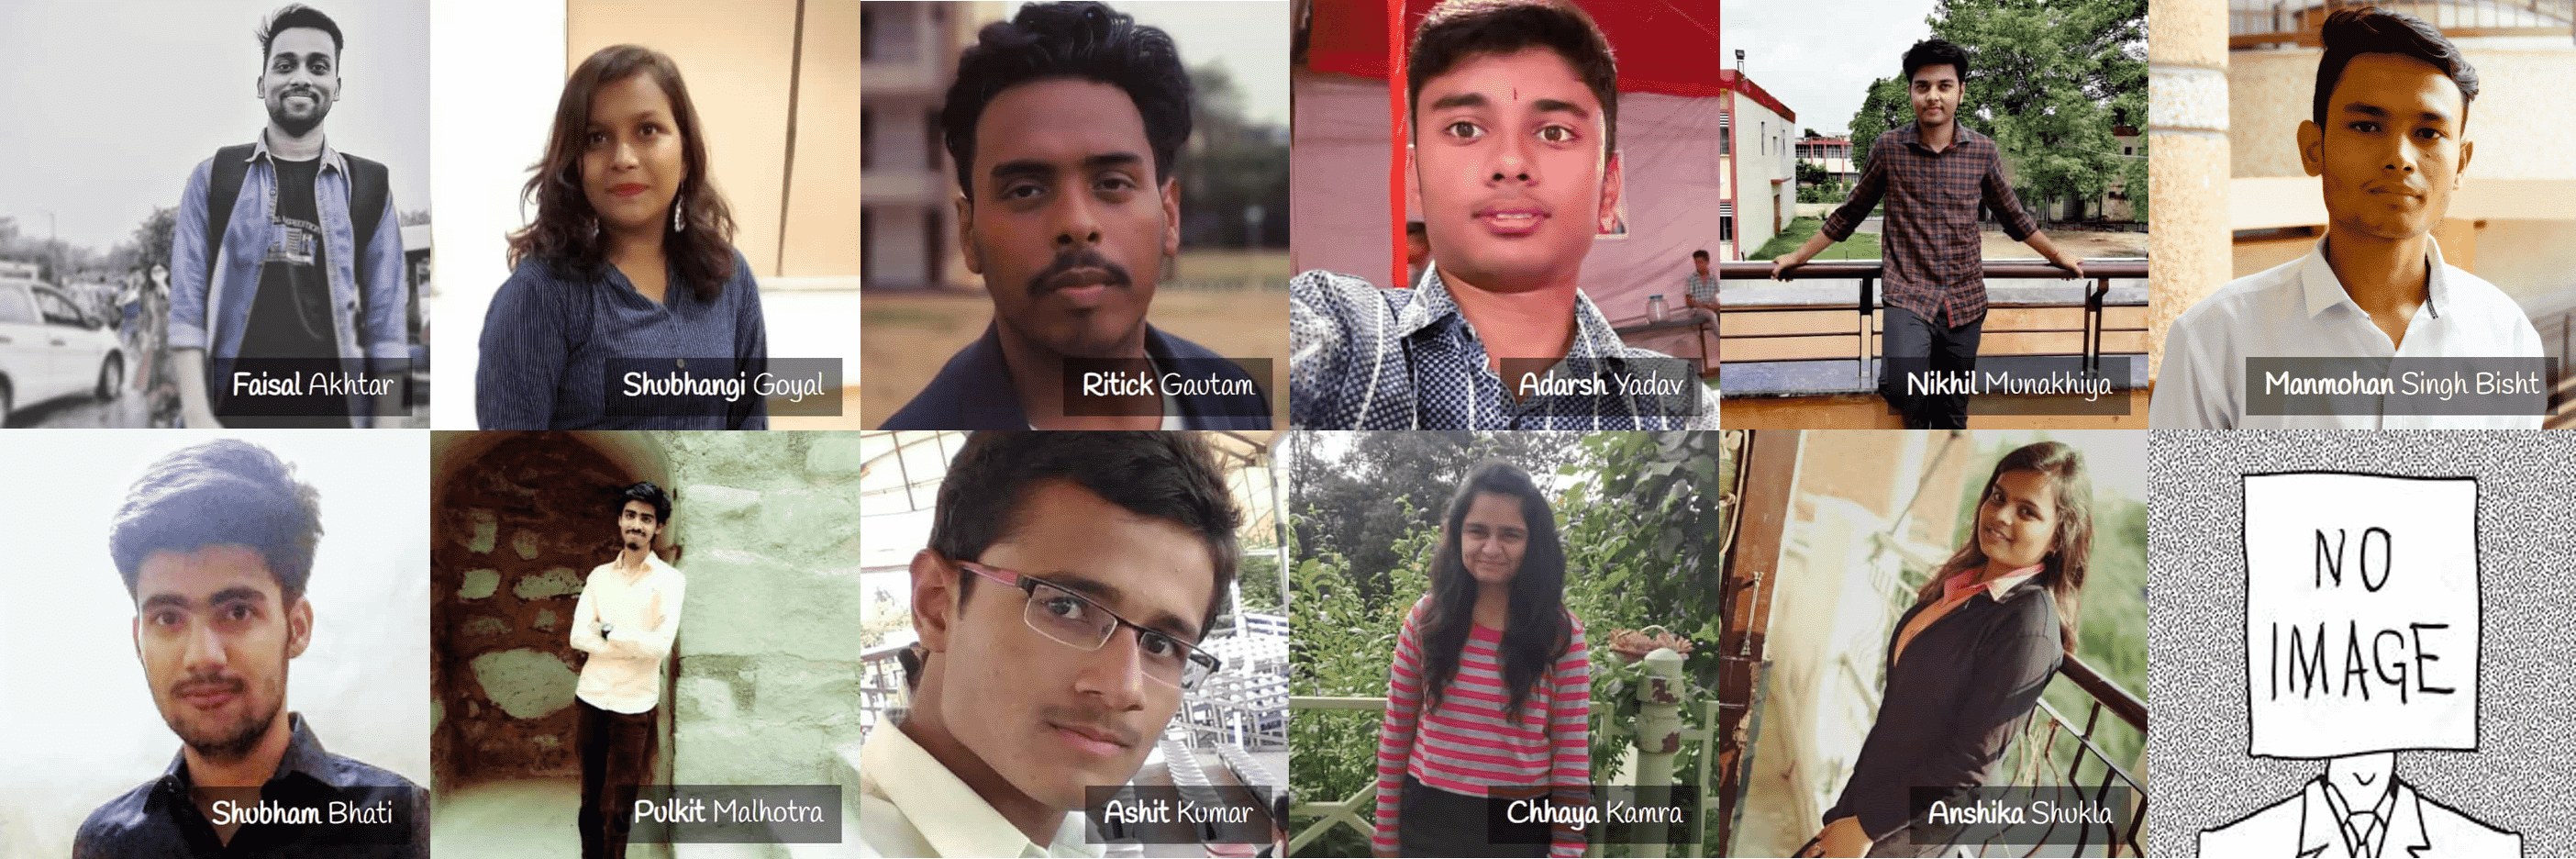 Faisal Akhtar
Shubhangi Goyal
Ritick Gautam
Adarsh Yadav
Nikhil Munakhiya
Manmohan Singh Bisht
Shubham Bhati
Pulkit Malhotra
Ashit Kumar
Chhaya Kamra
Anshika Shukla
NO
IMAGE